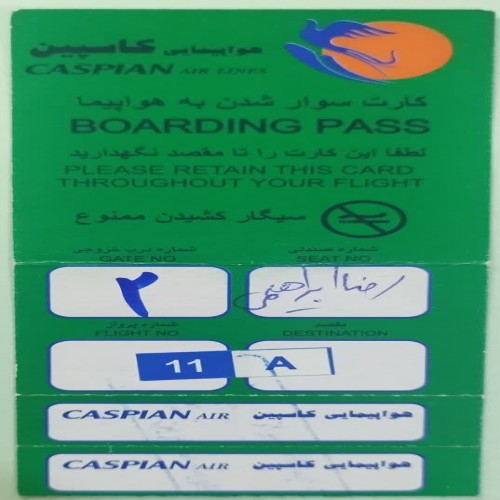 هواپیمایی کاسپین
CASPIAN AIR LINES
کارت سوار شدن به هواپیما
BOARDING PASS
لطفا این کارت را تا مقصد نگهدارید
PLEASE RETAIN THIS CARD
THROUGHOUT YOUR FLIGHT
سیگار کشیدن ممنوع
شماره صندلی شماره درب خروجی
GATE NO SEAT NO
۲ رضا ابراهیمی
شماره پرواز مقصد
FLIGHT NO DESTINATION
11 A
CASPIAN AIR هواپیمایی کاسپین
CASPIAN AIR هواپیمایی کاسپین